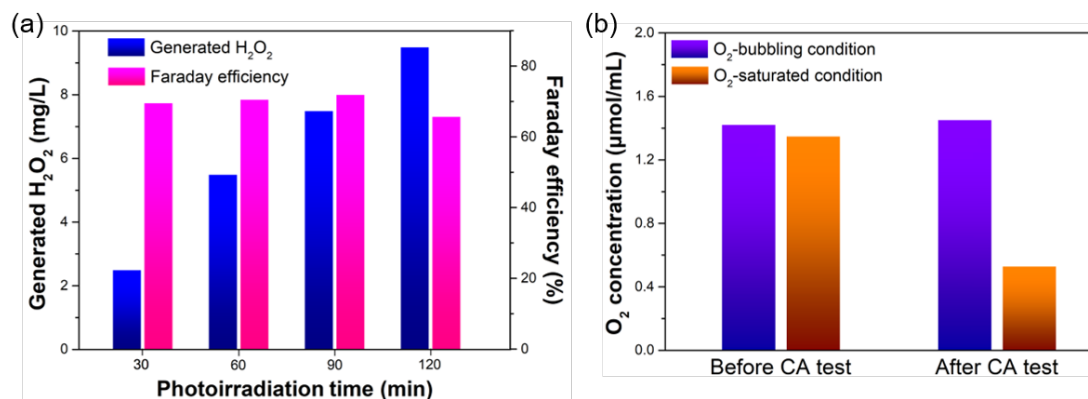 (a)
Generated H₂O₂
Faraday efficiency
Generated H₂O₂ (mg/L)
10
8
6
4
2
0
Faraday efficiency (%)
80
60
40
20
0
30 60 90 120
Photoirradiation time (min)
(b)
O₂-bubbling condition
O₂-saturated condition
O₂ concentration (μmol/mL)
2.0
1.6
1.2
0.8
0.4
0.0
Before CA test After CA test